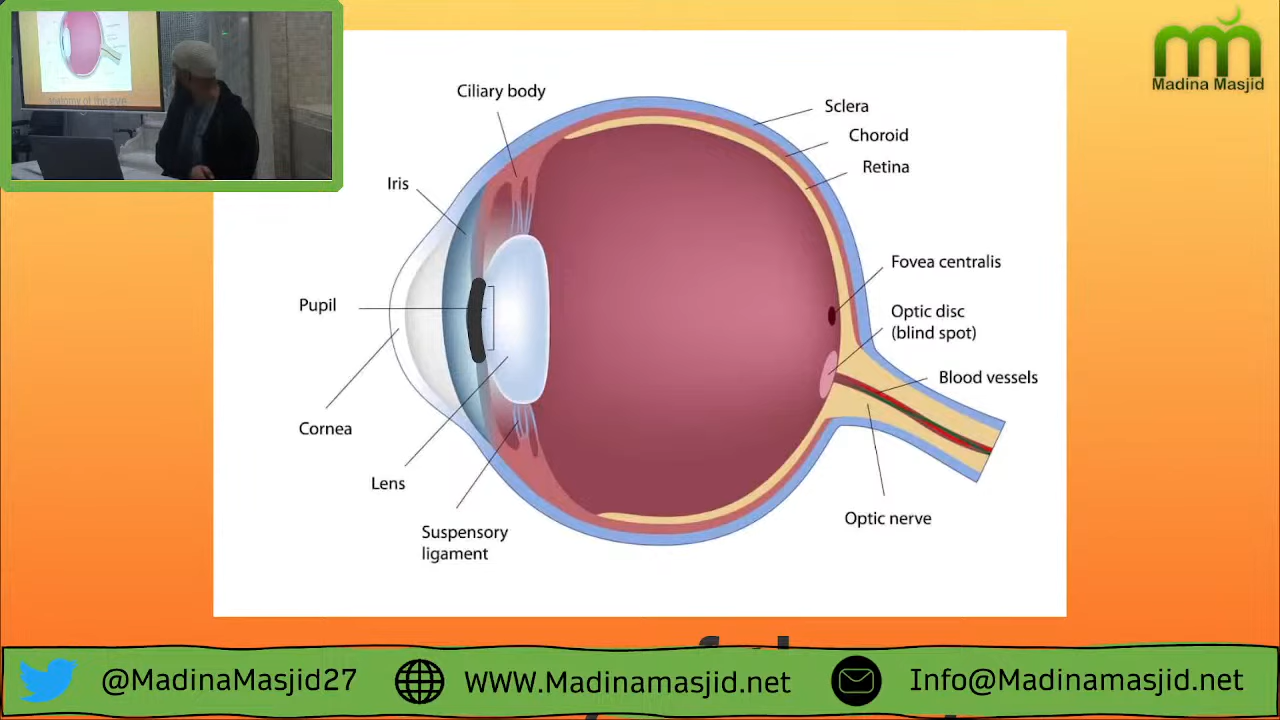 Madina Masjid
Ciliary body
Sclera
Choroid
Retina
Iris
Fovea centralis
Pupil
Optic disc
(blind spot)
Blood vessels
Cornea
Lens
Optic nerve
Suspensory
ligament
@MadinaMasjid27
WWW.Madinamasjid.net
Info@Madinamasjid.net